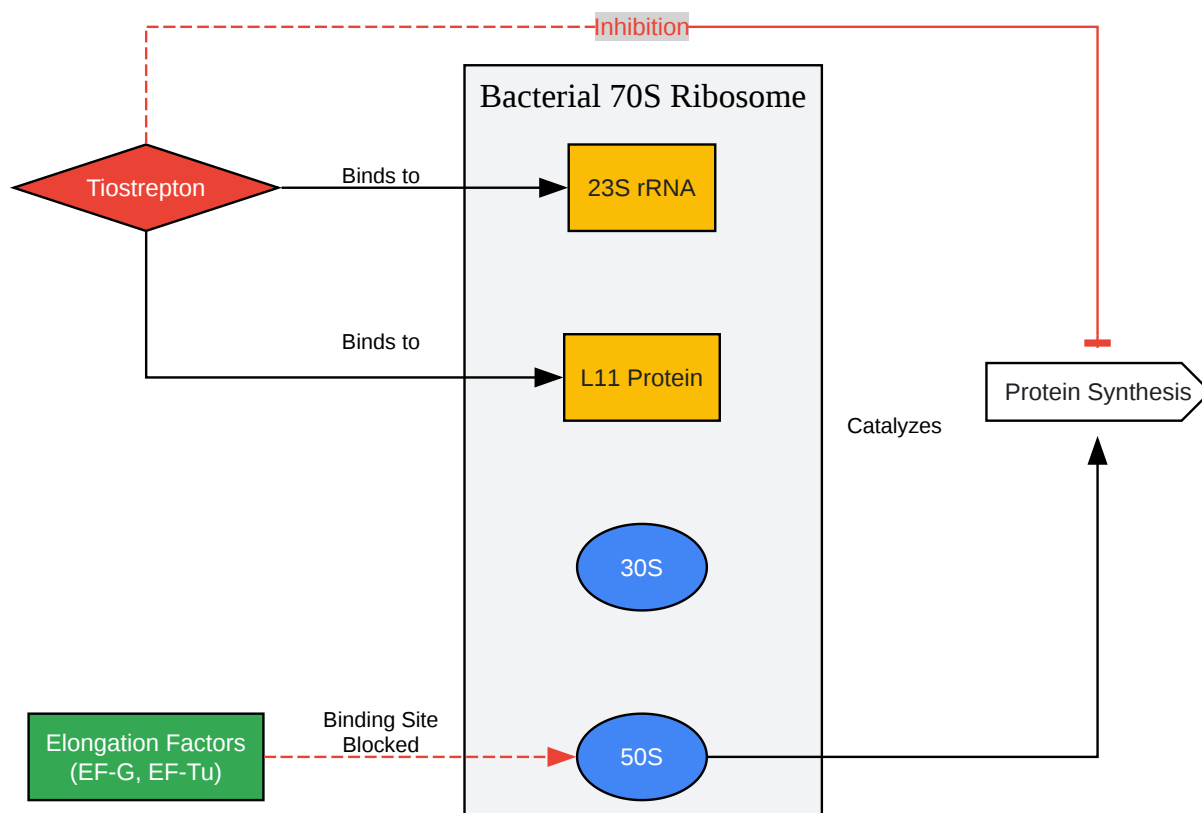 Inhibition
Bacterial 70S Ribosome
Tiostrepton
Binds to
23S rRNA
Binds to
L11 Protein
Protein Synthesis
Catalyzes
30S
Binding Site
Blocked
Elongation Factors
(EF-G, EF-Tu)
50S